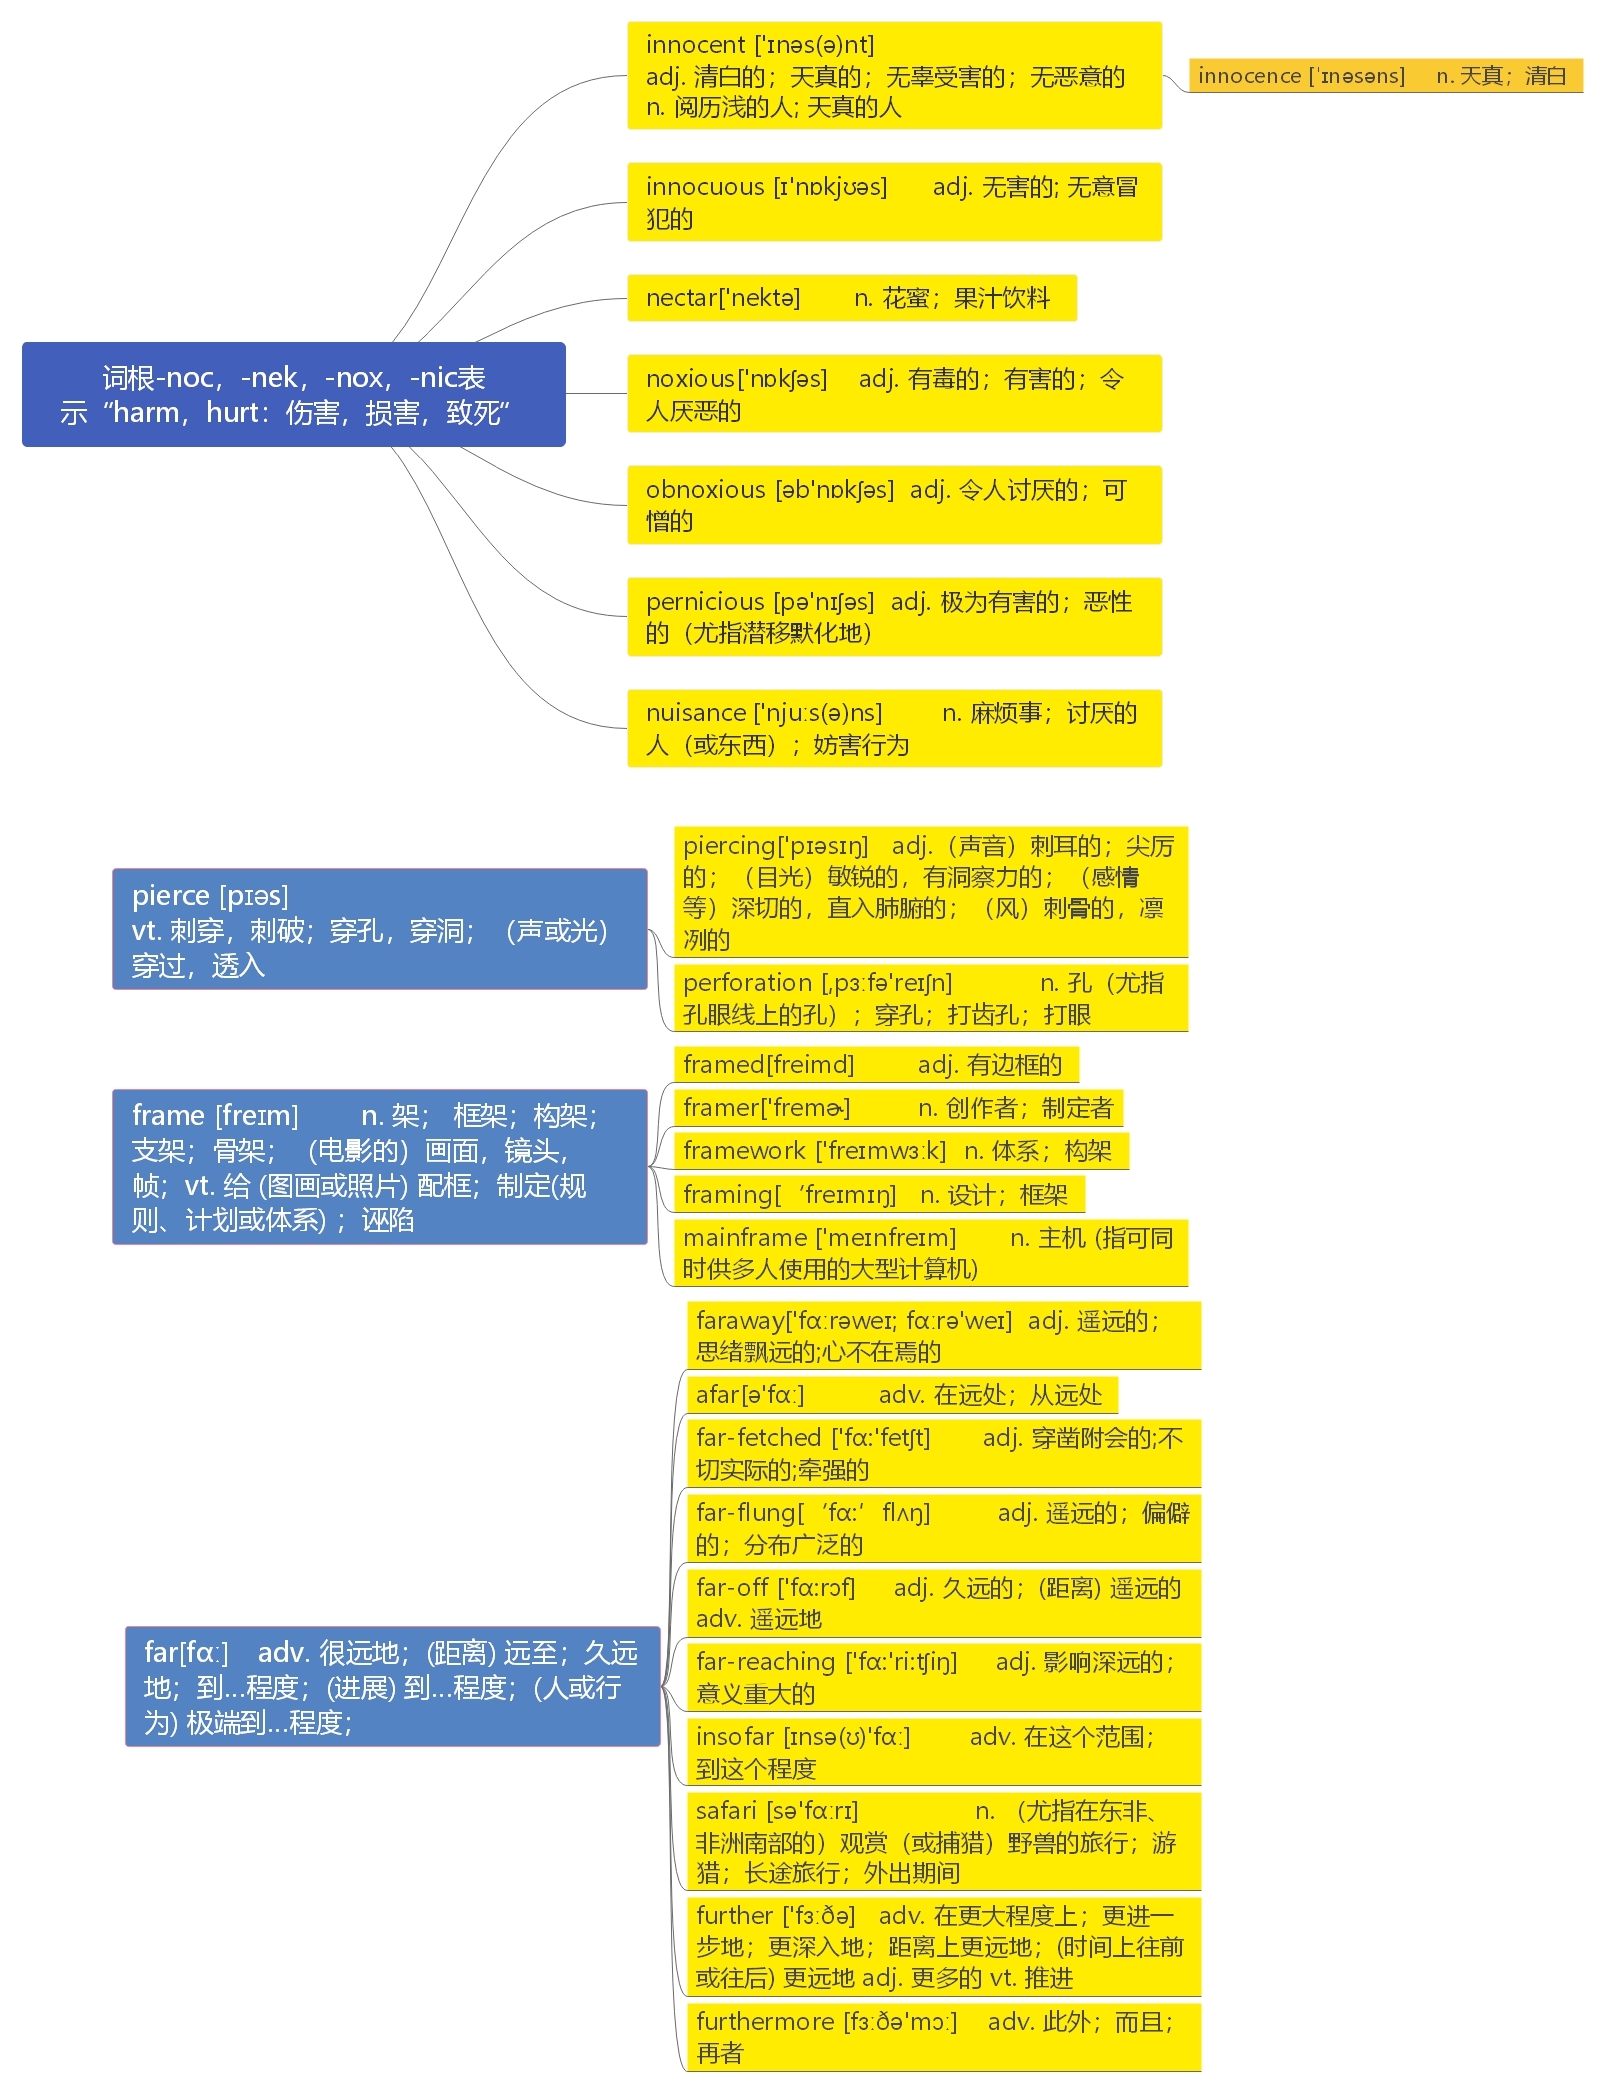 innocent ['ɪnəs(ə)nt]
adj. 清白的；天真的；无辜受害的；无恶意的
n. 阅历浅的人; 天真的人
innocence ['ɪnəsəns] n. 天真；清白
innocuous [ɪ'nɒkjʊəs] adj. 无害的; 无意冒
犯的
nectar['nektə] n. 花蜜；果汁饮料
词根-noc，-nek，-nox，-nic表
示“harm，hurt：伤害，损害，致死“
noxious['nɒkʃəs] adj. 有毒的；有害的；令
人厌恶的
obnoxious [əb'nɒkʃəs] adj. 令人讨厌的；可
憎的
pernicious [pə'nɪʃəs] adj. 极为有害的；恶性
的（尤指潜移默化地）
nuisance ['njuːs(ə)ns] n. 麻烦事；讨厌的
人（或东西）；妨害行为
pierce [pɪəs]
vt. 刺穿，刺破；穿孔，穿洞；（声或光）
穿过，透入
piercing['pɪəsɪŋ] adj.（声音）刺耳的；尖厉
的；（目光）敏锐的，有洞察力的；（感情
等）深切的，直入肺腑的；（风）刺骨的，凛
冽的
perforation [,pɜːfə'reɪʃn] n. 孔（尤指
孔眼线上的孔）；穿孔；打齿孔；打眼
frame [freɪm] n. 架； 框架；构架；
支架；骨架；（电影的）画面，镜头，
帧；vt. 给 (图画或照片) 配框；制定(规
则、计划或体系)；诬陷
framed[freimd] adj. 有边框的
framer['fremɚ] n. 创作者；制定者
framework ['freɪmwɜːk] n. 体系；构架
framing[‘freɪmɪŋ] n. 设计；框架
mainframe ['meɪnfreɪm] n. 主机 (指可同
时供多人使用的大型计算机)
far[fɑː] adv. 很远地；(距离) 远至；久远
地；到...程度；(进展) 到...程度；(人或行
为) 极端到...程度；
faraway['fɑːrəweɪ; fɑːrə'weɪ] adj. 遥远的；
思绪飘远的;心不在焉的
afar[ə'fɑː] adv. 在远处；从远处
far-fetched ['fɑː'fetʃt] adj. 穿凿附会的;不
切实际的;牵强的
far-flung[‘fɑː‘ flʌŋ] adj. 遥远的；偏僻
的；分布广泛的
far-off ['fɑːrɔf] adj. 久远的；(距离) 遥远的
adv. 遥远地
far-reaching ['fɑː'riːtʃiŋ] adj. 影响深远的；
意义重大的
insofar [ɪnsə(ʊ)'fɑː] adv. 在这个范围；
到这个程度
safari [sə'fɑːrɪ] n. （尤指在东非、
非洲南部的）观赏（或捕猎）野兽的旅行；游
猎；长途旅行；外出期间
further ['fɜːðə] adv. 在更大程度上；更进一
步地；更深入地；距离上更远地；(时间上往前
或往后) 更远地 adj. 更多的 vt. 推进
furthermore [fɜːðə'mɔː] adv. 此外；而且；
再者